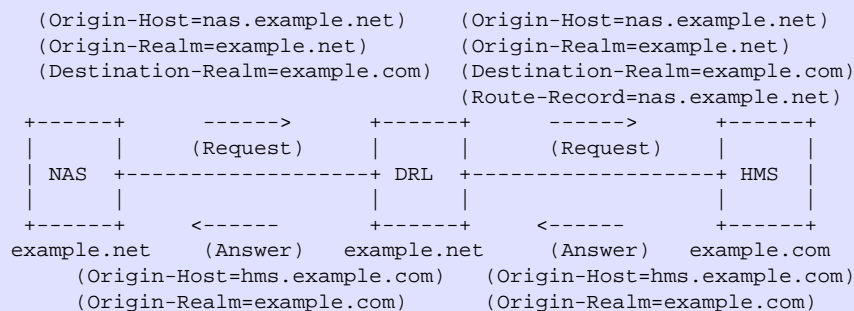 (Origin-Host=nas.example.net) (Origin-Host=nas.example.net)
(Origin-Realm=example.net) (Origin-Realm=example.net)
(Destination-Realm=example.com) (Destination-Realm=example.com)
(Route-Record=nas.example.net)
+------+ ------> +------+ ------> +------+
| | (Request) | | (Request) | |
| NAS +-------------------+ DRL +-------------------+ HMS |
| | | | | |
+------+ <------ +------+ <------ +------+
example.net (Answer) example.net (Answer) example.com
(Origin-Host=hms.example.com) (Origin-Host=hms.example.com)
(Origin-Realm=example.com) (Origin-Realm=example.com)